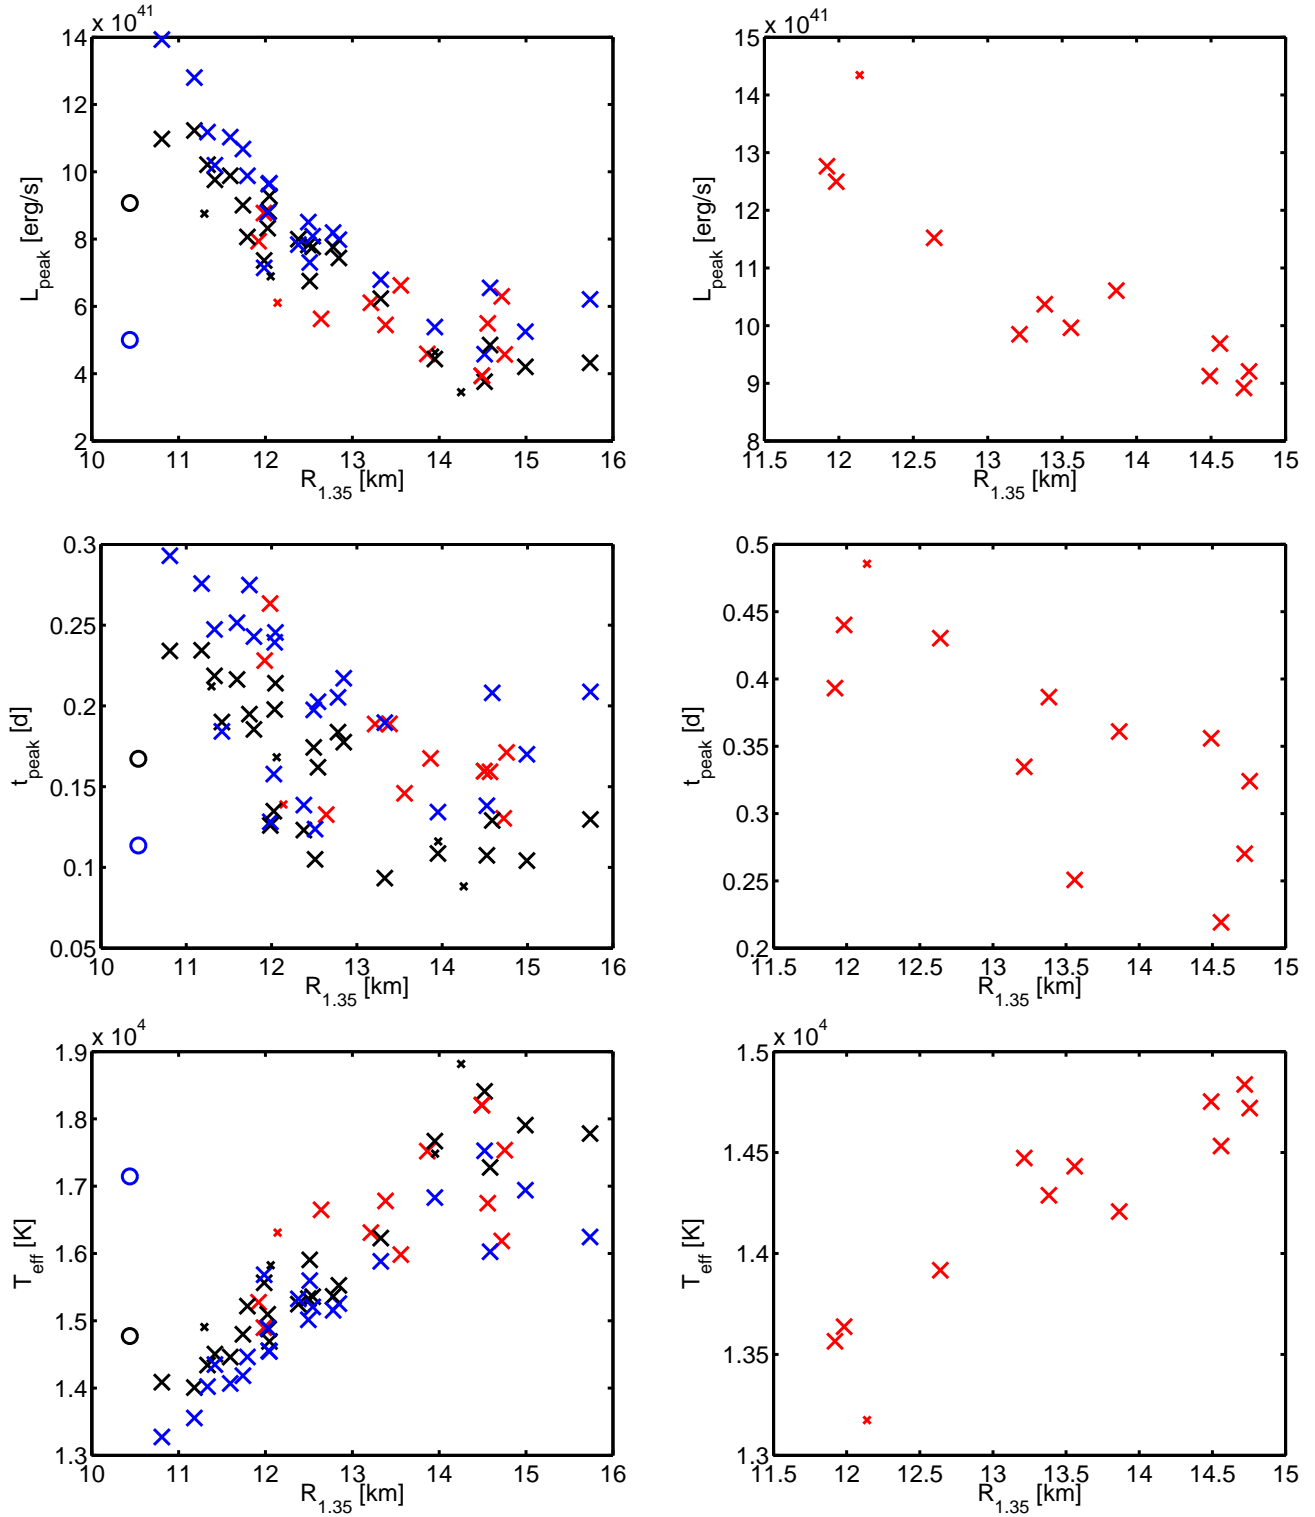 x 10^41
L_peak [erg/s]
14
12
10
8
6
4
2
10 11 12 13 14 15 16
R_1.35 [km]
x 10^41
L_peak [erg/s]
15
14
13
12
11
10
9
8
11.5 12 12.5 13 13.5 14 14.5 15
R_1.35 [km]
t_peak [d]
0.3
0.25
0.2
0.15
0.1
0.05
10 11 12 13 14 15 16
R_1.35 [km]
t_peak [d]
0.5
0.45
0.4
0.35
0.3
0.25
0.2
11.5 12 12.5 13 13.5 14 14.5 15
R_1.35 [km]
x 10^4
T_eff [K]
1.9
1.8
1.7
1.6
1.5
1.4
1.3
10 11 12 13 14 15 16
R_1.35 [km]
x 10^4
T_eff [K]
1.5
1.45
1.4
1.35
1.3
11.5 12 12.5 13 13.5 14 14.5 15
R_1.35 [km]